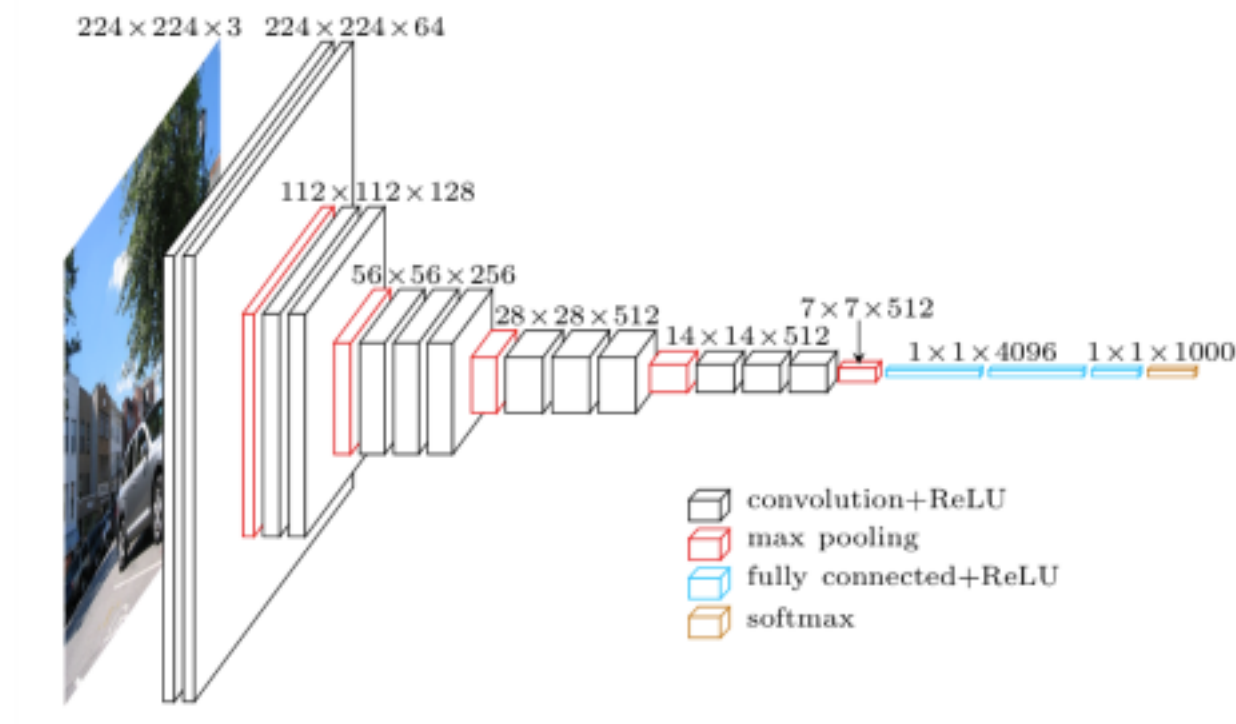 224×224×3
224×224×64
112×112×128
56×56×256
28×28×512
14×14×512
7×7×512
1×1×4096
1×1×1000
convolution+ReLU
max pooling
fully connected+ReLU
softmax